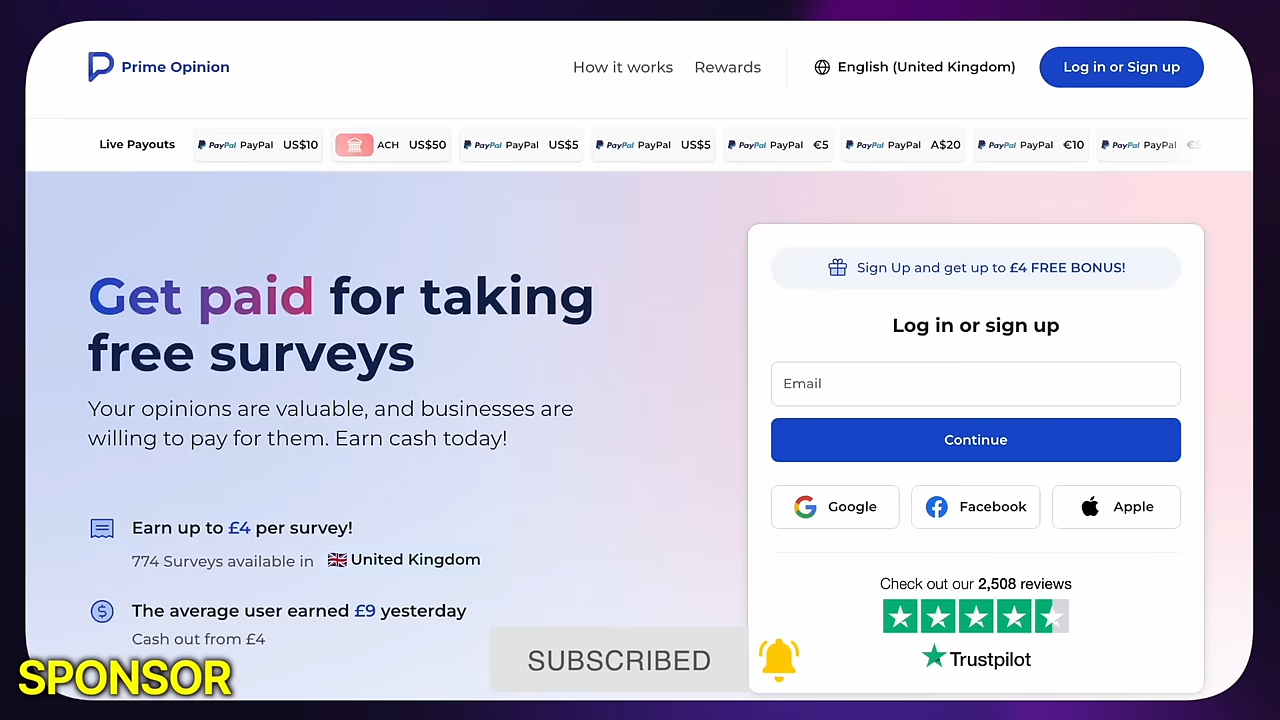 Prime Opinion
How it works
Rewards
English (United Kingdom)
Log in or Sign up
Live Payouts
PayPal PayPal US$10
ACH US$50
PayPal PayPal US$5
PayPal PayPal US$5
PayPal PayPal €5
PayPal PayPal A$20
PayPal PayPal €10
PayPal PayPal €5
Get paid for taking
free surveys
Your opinions are valuable, and businesses are
willing to pay for them. Earn cash today!
Earn up to £4 per survey!
774 Surveys available in United Kingdom
The average user earned £9 yesterday
Cash out from £4
Sign Up and get up to £4 FREE BONUS!
Log in or sign up
Email
Continue
Google
Facebook
Apple
Check out our 2,508 reviews
Trustpilot
SUBSCRIBED
SPONSOR